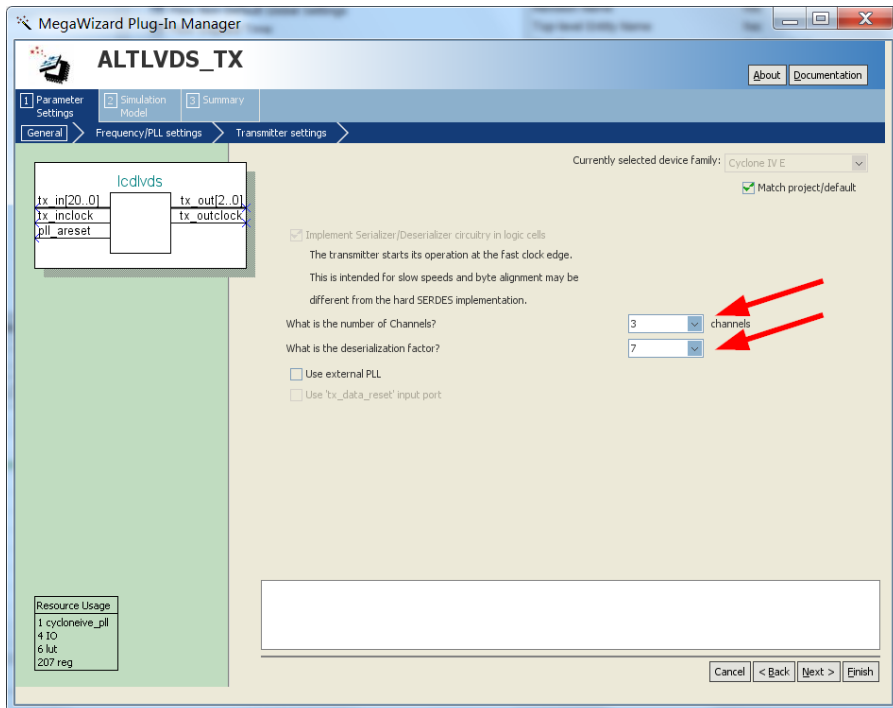 MegaWizard Plug-In Manager
ALTLVDS_TX
About Documentation
1 Parameter Settings 2 Simulation Model 3 Summary
General Frequency/PLL settings Transmitter settings
Currently selected device family: Cyclone IV E
Match project/default
lcdlvds
tx_in[20..0] tx_out[2..0]
tx_inclock tx_outclock
pll_areset
Implement Serializer/Deserializer circuitry in logic cells
The transmitter starts its operation at the fast clock edge.
This is intended for slow speeds and byte alignment may be
different from the hard SERDES implementation.
What is the number of Channels? 3 channels
What is the deserialization factor? 7
Use external PLL
Use 'tx_data_reset' input port
Resource Usage
1 cycloneive_pll
4 IO
6 lut
207 reg
Cancel < Back Next > Finish